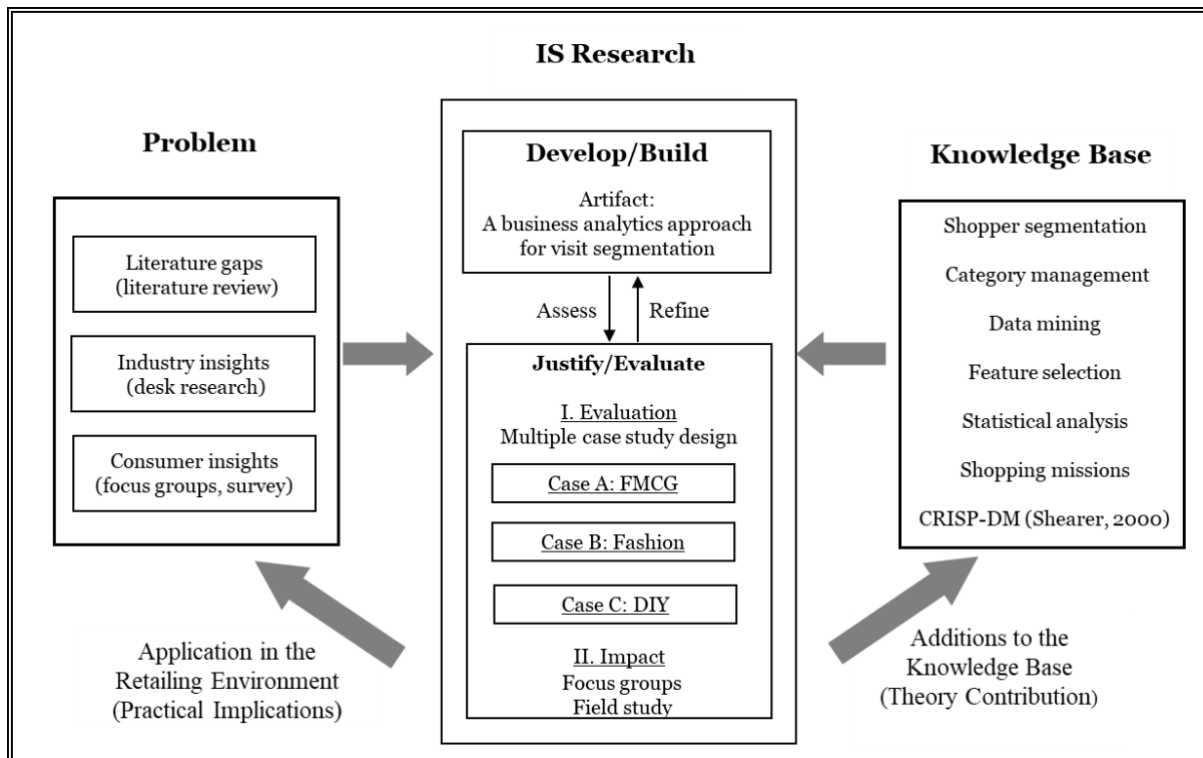 IS Research
Problem
Literature gaps
(literature review)
Industry insights
(desk research)
Consumer insights
(focus groups, survey)
Develop/Build
Artifact:
A business analytics approach
for visit segmentation
Assess
Refine
Justify/Evaluate
I. Evaluation
Multiple case study design
Case A: FMCG
Case B: Fashion
Case C: DIY
II. Impact
Focus groups
Field study
Knowledge Base
Shopper segmentation
Category management
Data mining
Feature selection
Statistical analysis
Shopping missions
CRISP-DM (Shearer, 2000)
Application in the
Retailing Environment
(Practical Implications)
Additions to the
Knowledge Base
(Theory Contribution)